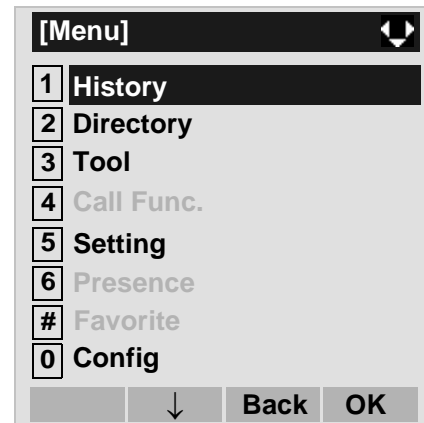 [Menu]
1 History
2 Directory
3 Tool
4 Call Func.
5 Setting
6 Presence
# Favorite
0 Config
↓ Back OK